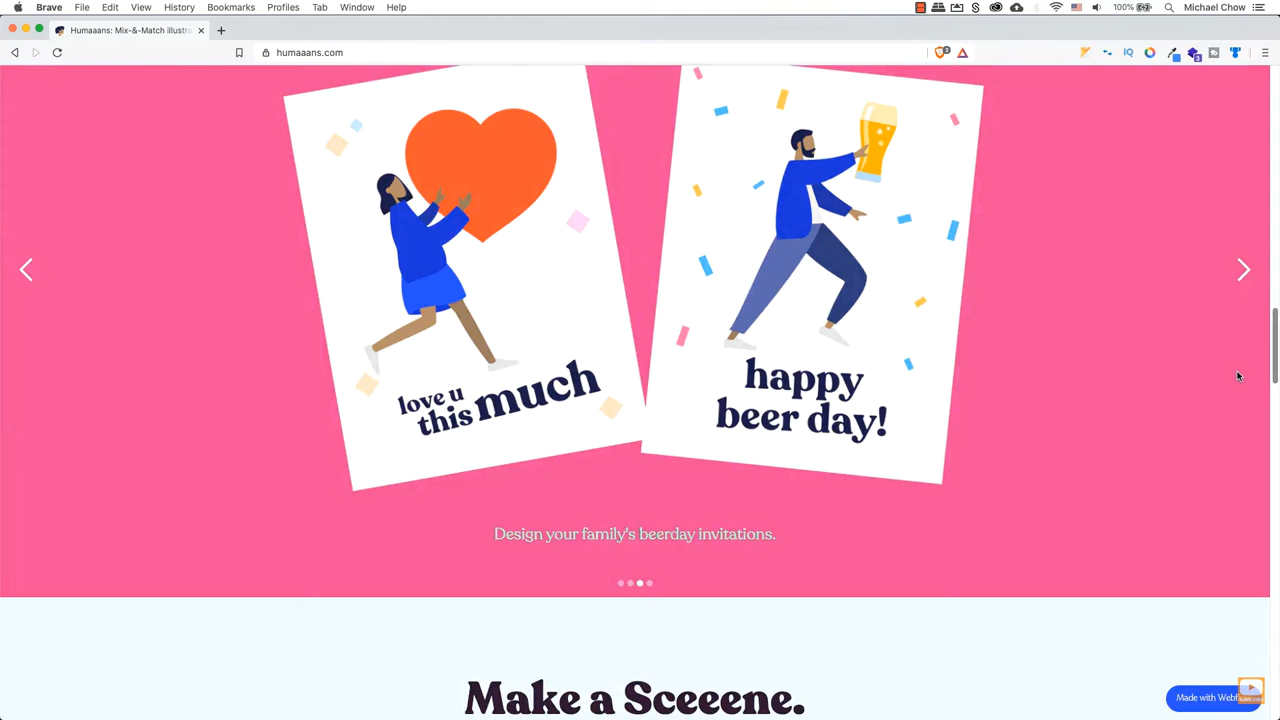 Brave File Edit View History Bookmarks Profiles Tab Window Help 100% Michael Chow
Humaaans: Mix-&-Match illustra
humaaans.com
love u
this much
happy
beer day!
Design your family's beerday invitations.
Make a Sceeene.
Made with